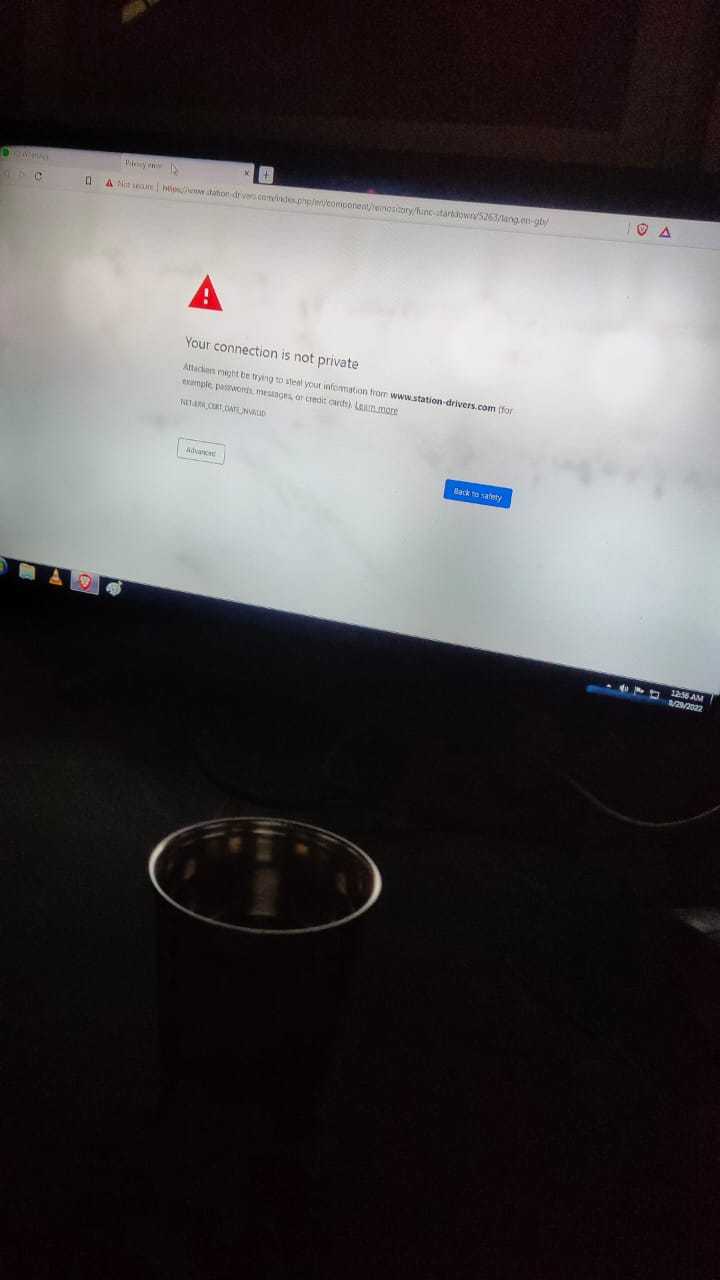 Privacy error
Not secure | https://www.station-drivers.com/index.php/en/component/remository/func-startdown/5263/lang,en-gb/
Your connection is not private
Attackers might be trying to steal your information from www.station-drivers.com (for
example, passwords, messages, or credit cards). Learn more
NET::ERR_CERT_DATE_INVALID
Advanced
Back to safety
12:56 AM
8/29/2022